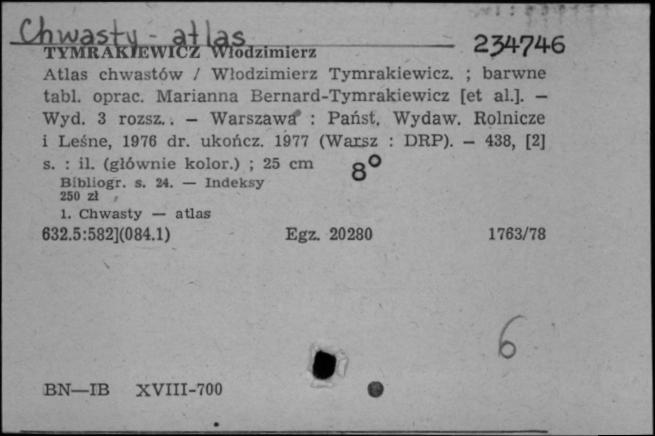 Chwasty - atlas
234746
TYMRAKIEWICZ Włodzimierz
Atlas chwastów / Włodzimierz Tymrakiewicz. ; barwne
tabl. oprac. Marianna Bernard-Tymrakiewicz [et al.]. —
Wyd. 3 rozsz.. — Warszawa : Państ. Wydaw. Rolnicze
i Leśne, 1976 dr. ukończ. 1977 (Warsz : DRP). — 438, [2]
s. : il. (głównie kolor.) ; 25 cm
8°
Bibliogr. s. 24. — Indeksy
250 zł
1. Chwasty — atlas
632.5:582](084.1) Egz. 20280 1763/78
6
BN—IB XVIII-700